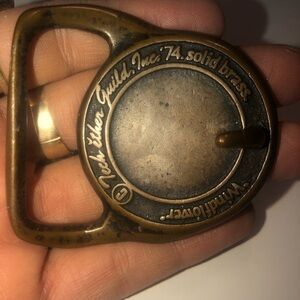 © Tech Ether Guild, Inc. '74. solid brass.
"Windflower"